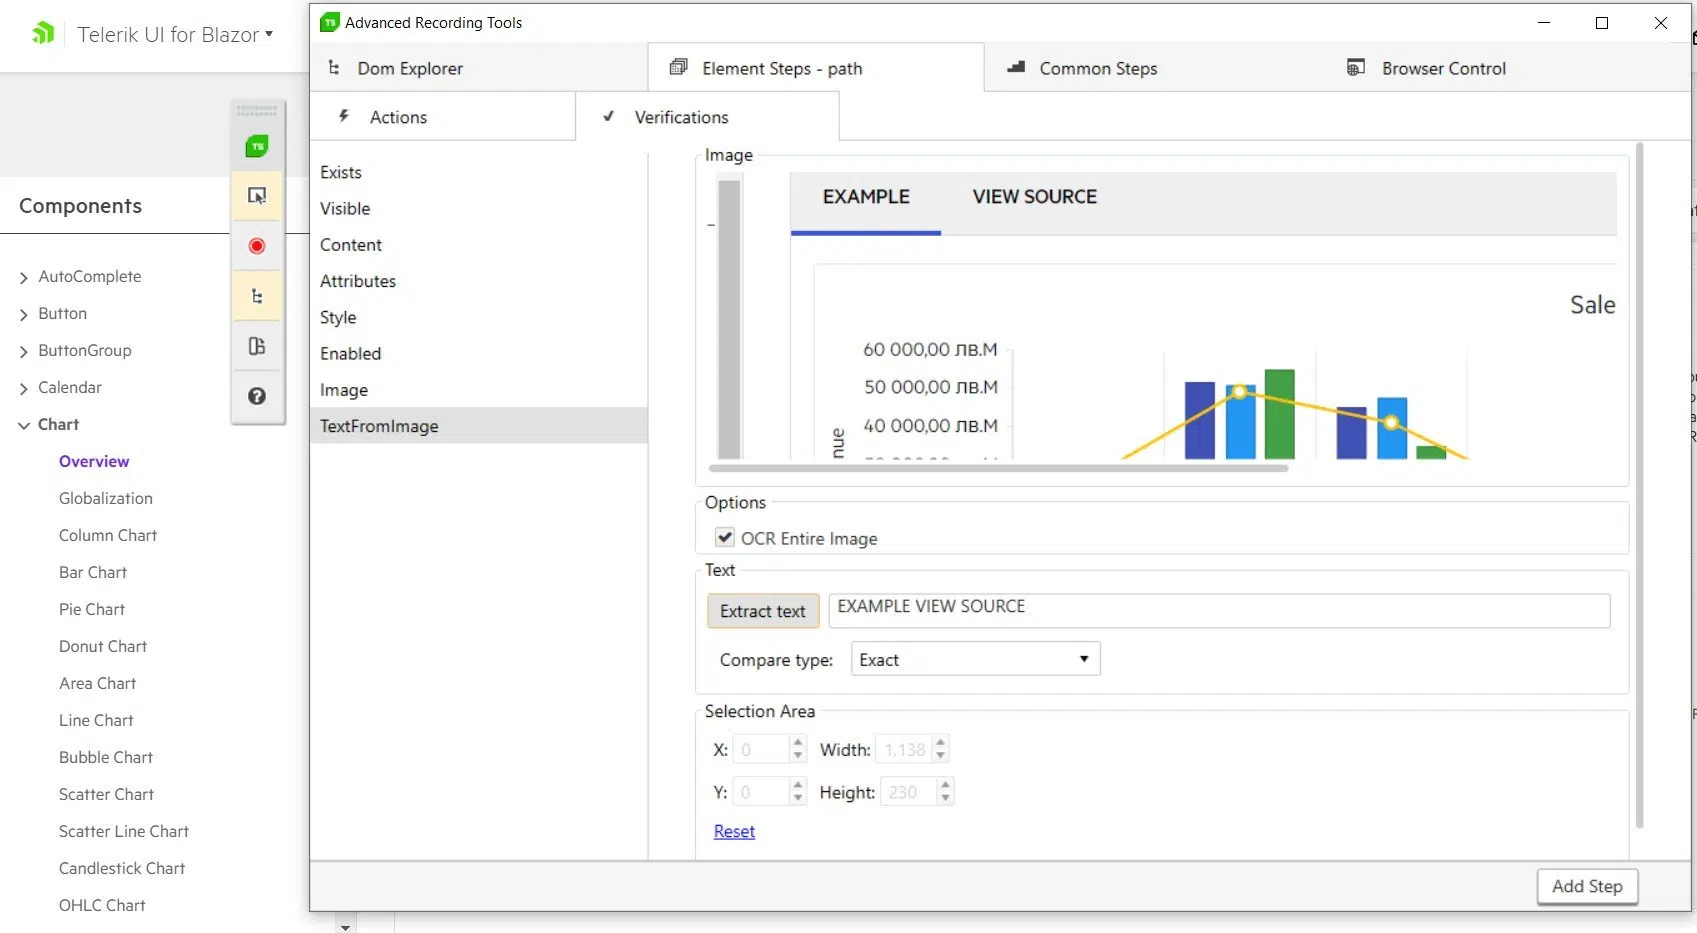 Telerik UI for Blazor
Components
AutoComplete
Button
ButtonGroup
Calendar
Chart
Overview
Globalization
Column Chart
Bar Chart
Pie Chart
Donut Chart
Area Chart
Line Chart
Bubble Chart
Scatter Chart
Scatter Line Chart
Candlestick Chart
OHLC Chart
TS
?
TS Advanced Recording Tools
Dom Explorer
Element Steps - path
Common Steps
Browser Control
Actions
Verifications
Exists
Visible
Content
Attributes
Style
Enabled
Image
TextFromImage
Image
EXAMPLE VIEW SOURCE
Sale
60 000,00 лв.M
50 000,00 лв.M
40 000,00 лв.M
nue
Options
OCR Entire Image
Text
Extract text EXAMPLE VIEW SOURCE
Compare type: Exact
Selection Area
X: 0 Width: 1.138
Y: 0 Height: 230
Reset
Add Step